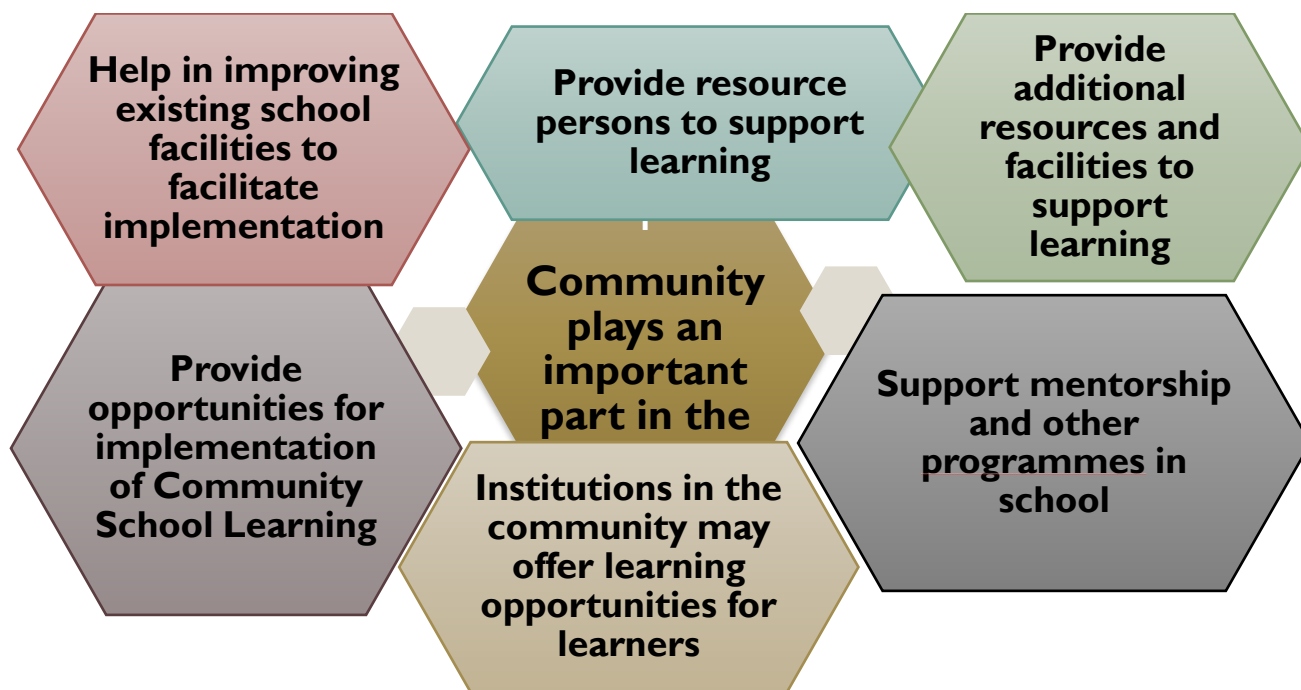 Help in improving
existing school
facilities to
facilitate
implementation
Provide resource
persons to support
learning
Provide
additional
resources and
facilities to
support
learning
Community
plays an
important
part in the
Provide
opportunities for
implementation
of Community
School Learning
Support mentorship
and other
programmes in
school
Institutions in the
community may
offer learning
opportunities for
learners